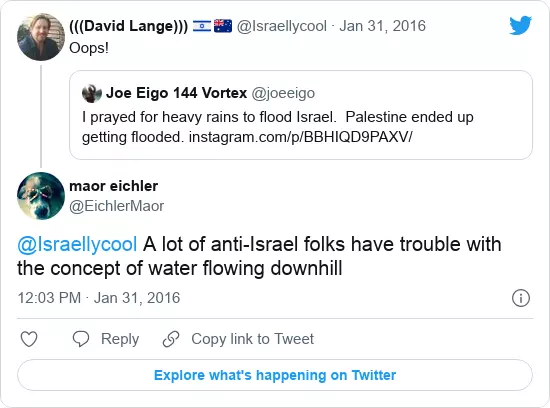 (((David Lange))) 🇮🇱🇦🇺 @Israellycool · Jan 31, 2016
Oops!
Joe Eigo 144 Vortex @joeeigo
I prayed for heavy rains to flood Israel.  Palestine ended up
getting flooded. instagram.com/p/BBHIQD9PAXV/
maor eichler
@EichlerMaor
@Israellycool A lot of anti-Israel folks have trouble with
the concept of water flowing downhill
12:03 PM · Jan 31, 2016
Reply
Copy link to Tweet
Explore what's happening on Twitter